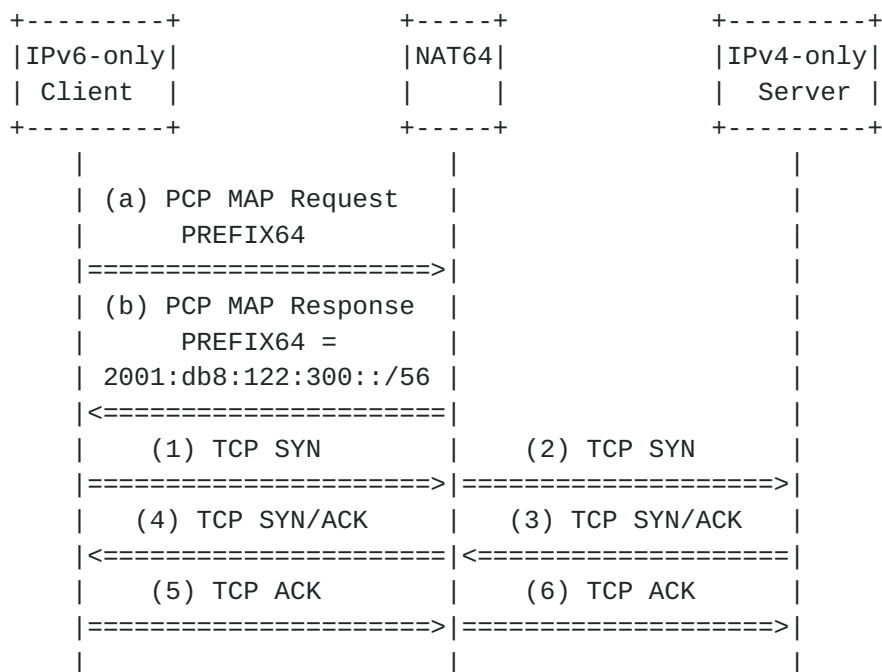 IPv6-only NAT64 IPv4-only
Client Server
(a) PCP MAP Request
PREFIX64
(b) PCP MAP Response
PREFIX64 =
2001:db8:122:300::/56
(1) TCP SYN (2) TCP SYN
(4) TCP SYN/ACK (3) TCP SYN/ACK
(5) TCP ACK (6) TCP ACK